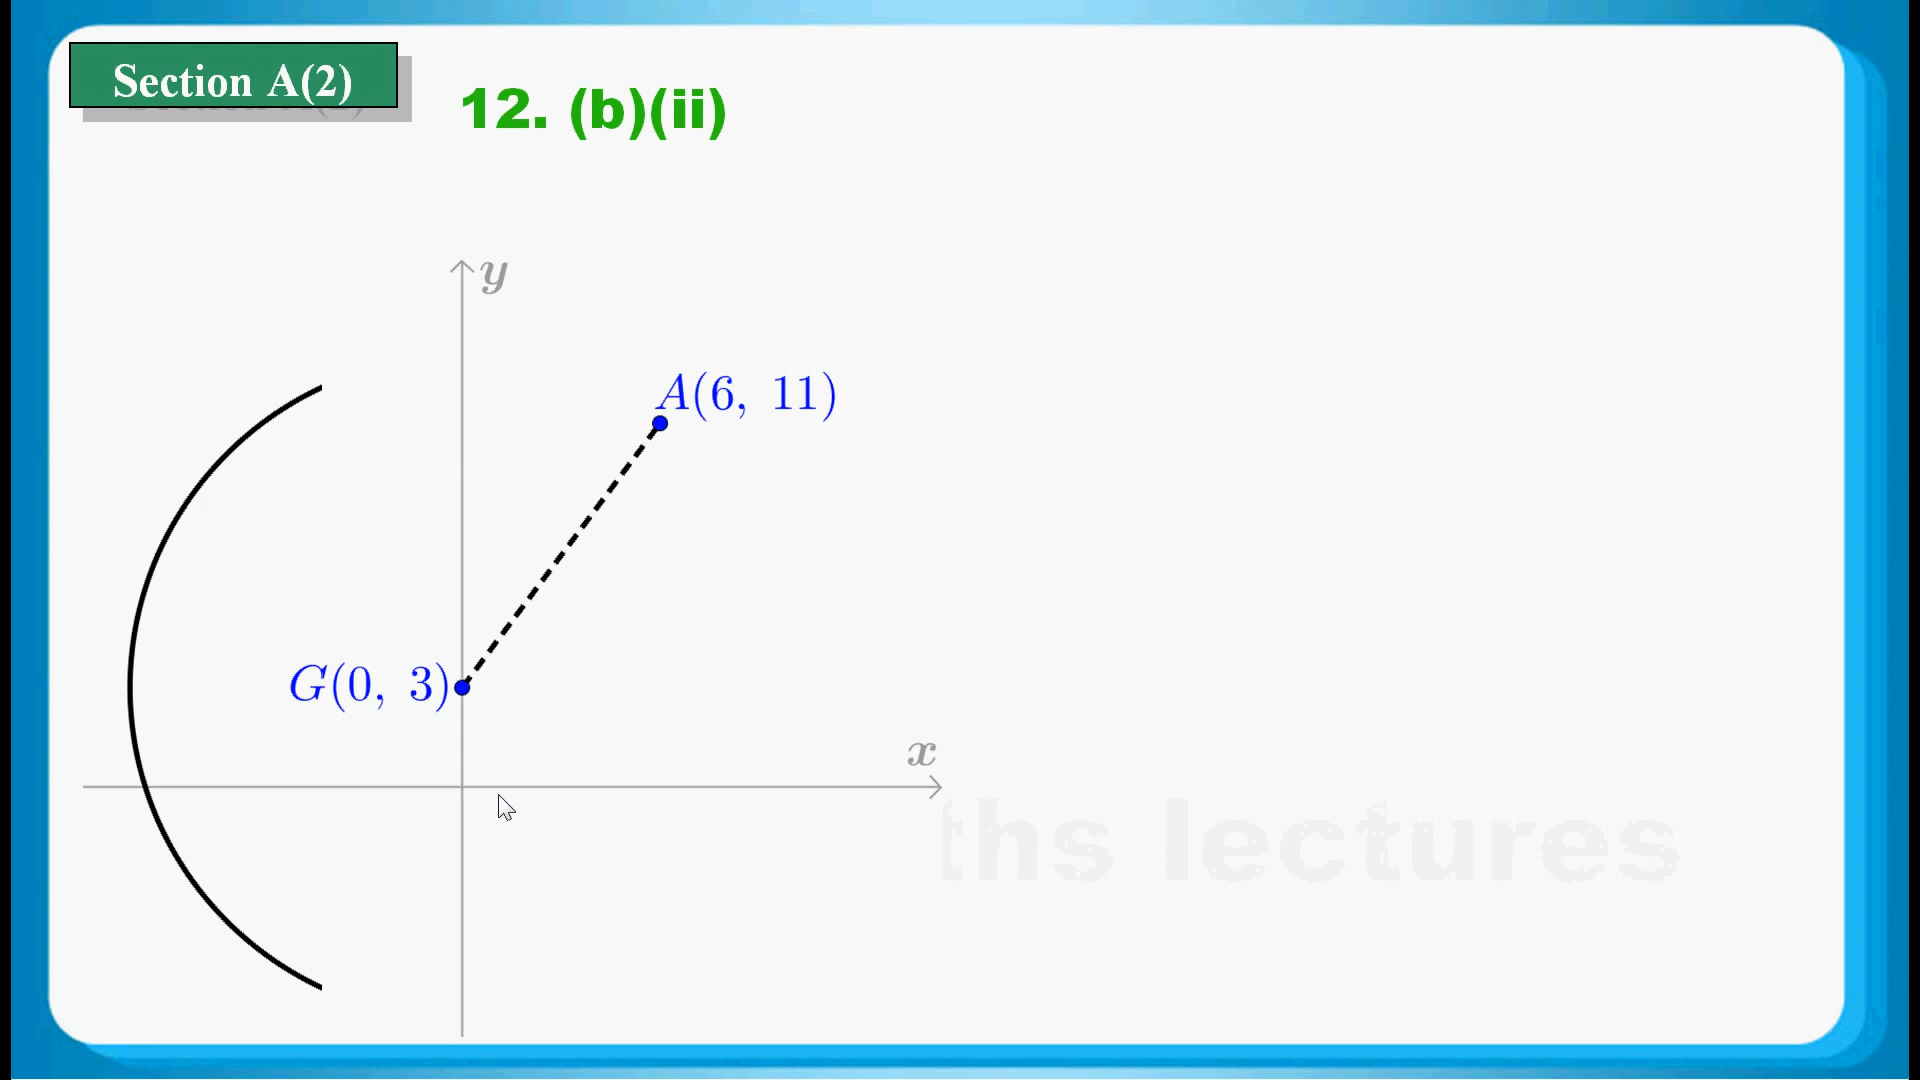 Section A(2)
12. (b)(ii)
y
A(6, 11)
G(0, 3)
x
ths lectures